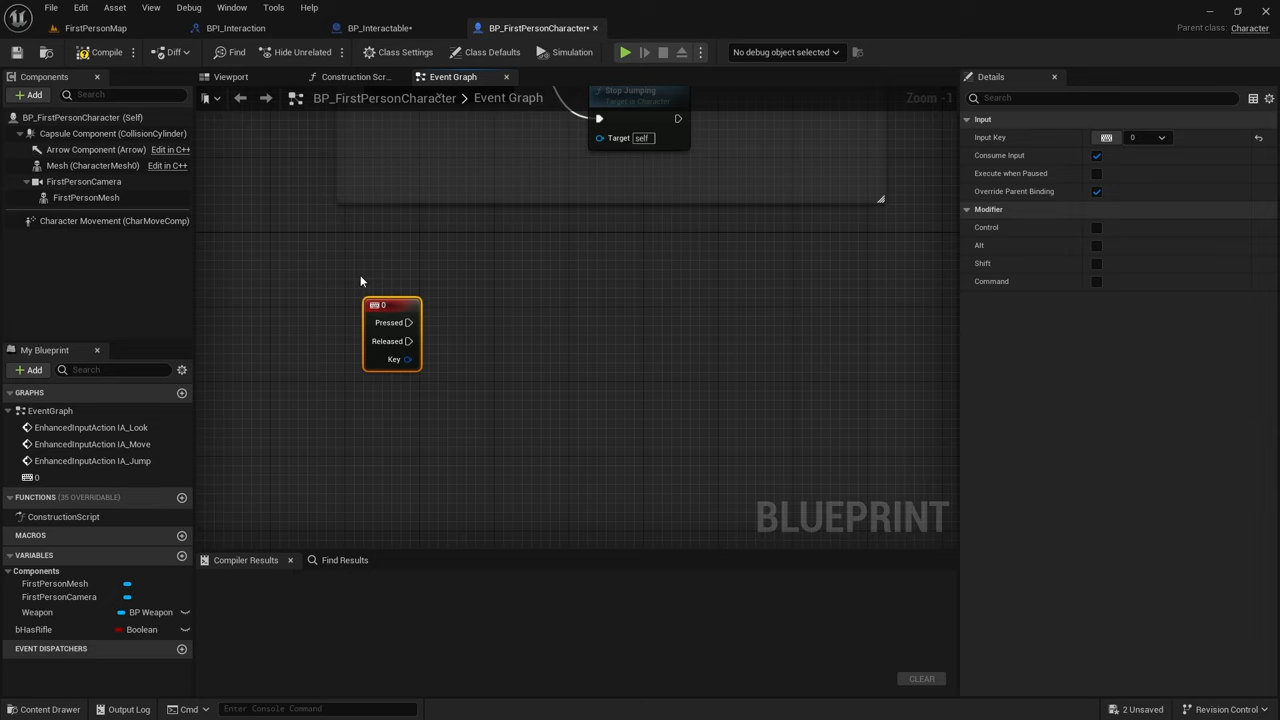 File Edit Asset View Debug Window Tools Help
FirstPersonMap BPI_Interaction BP_Interactable* BP_FirstPersonCharacter* Parent class: Character
Compile Diff Find Hide Unrelated Class Settings Class Defaults Simulation No debug object selected
Components Viewport Construction Scr... Event Graph Details
+ Add Search BP_FirstPersonCharacter > Event Graph Zoom -1 Search
BP_FirstPersonCharacter (Self)
Capsule Component (CollisionCylinder)
Arrow Component (Arrow) Edit in C++
Mesh (CharacterMesh0) Edit in C++
FirstPersonCamera
FirstPersonMesh
Character Movement (CharMoveComp)
Stop Jumping
Target is Character
Target self
0
Pressed
Released
Key
BLUEPRINT
Input
Input Key 0
Consume Input
Execute when Paused
Override Parent Binding
Modifier
Control
Alt
Shift
Command
My Blueprint
+ Add Search
GRAPHS
EventGraph
EnhancedInputAction IA_Look
EnhancedInputAction IA_Move
EnhancedInputAction IA_Jump
0
FUNCTIONS (35 OVERRIDABLE)
ConstructionScript
MACROS
VARIABLES
Components
FirstPersonMesh
FirstPersonCamera
Weapon BP Weapon
bHasRifle Boolean
EVENT DISPATCHERS
Compiler Results Find Results
CLEAR
Content Drawer Output Log Cmd Enter Console Command 2 Unsaved Revision Control